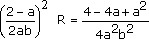 (2-a / 2ab)² R = 4-4a+a² / 4a²b²